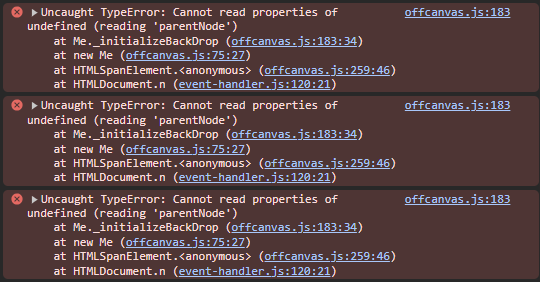 Uncaught TypeError: Cannot read properties of offcanvas.js:183
undefined (reading 'parentNode')
at Me._initializeBackDrop (offcanvas.js:183:34)
at new Me (offcanvas.js:75:27)
at HTMLSpanElement.<anonymous> (offcanvas.js:259:46)
at HTMLDocument.n (event-handler.js:120:21)
Uncaught TypeError: Cannot read properties of offcanvas.js:183
undefined (reading 'parentNode')
at Me._initializeBackDrop (offcanvas.js:183:34)
at new Me (offcanvas.js:75:27)
at HTMLSpanElement.<anonymous> (offcanvas.js:259:46)
at HTMLDocument.n (event-handler.js:120:21)
Uncaught TypeError: Cannot read properties of offcanvas.js:183
undefined (reading 'parentNode')
at Me._initializeBackDrop (offcanvas.js:183:34)
at new Me (offcanvas.js:75:27)
at HTMLSpanElement.<anonymous> (offcanvas.js:259:46)
at HTMLDocument.n (event-handler.js:120:21)